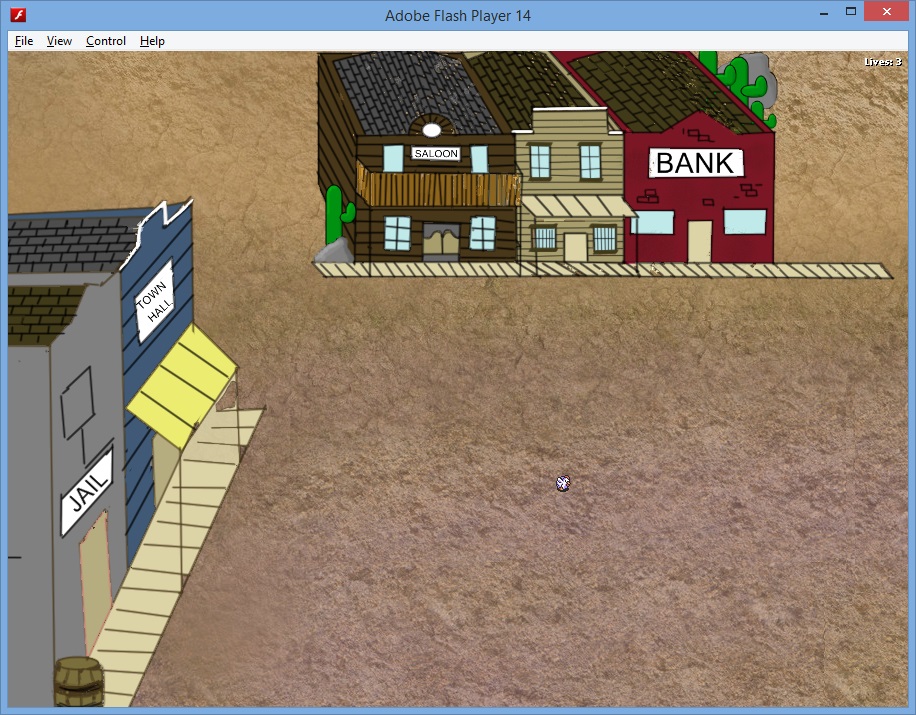 Adobe Flash Player 14
File View Control Help
Lives: 3
SALOON
BANK
TOWN
HALL
JAIL